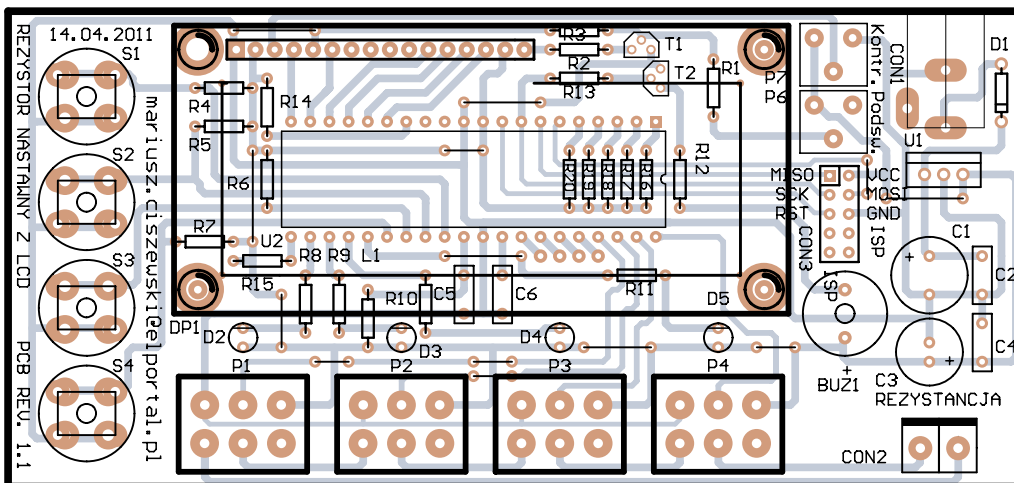 14.04.2011
REZYSTOR NASTAWNY Z LCD PCB REV. 1.1
mariusz.ciszewski@elportal.pl
S1
S2
S3
S4
R4
R5
R14
R6
R7
U2
R15
R8
R9
L1
R10
C5
C6
R3
R2
R13
T1
T2
R1
R20
R19
R18
R17
R16
R12
R11
DP1
D2
D3
D4
D5
P1
P2
P3
P4
P7
P6
Kontr.
Podsw.
CON1
D1
U1
MISO
SCK
RST
VCC
MOSI
GND
CON3
ISP
ISP
C1
C2
C3
C4
+
+
+
BUZ1
REZYSTANCJA
CON2